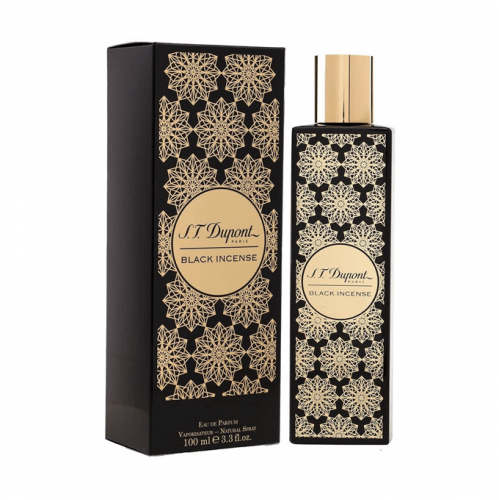 S.T Dupont
PARIS
BLACK INCENSE
EAU DE PARFUM
VAPORISATEUR – NATURAL SPRAY
100 ml ℮ 3.3 fl. oz.
S.T Dupont
PARIS
BLACK INCENSE